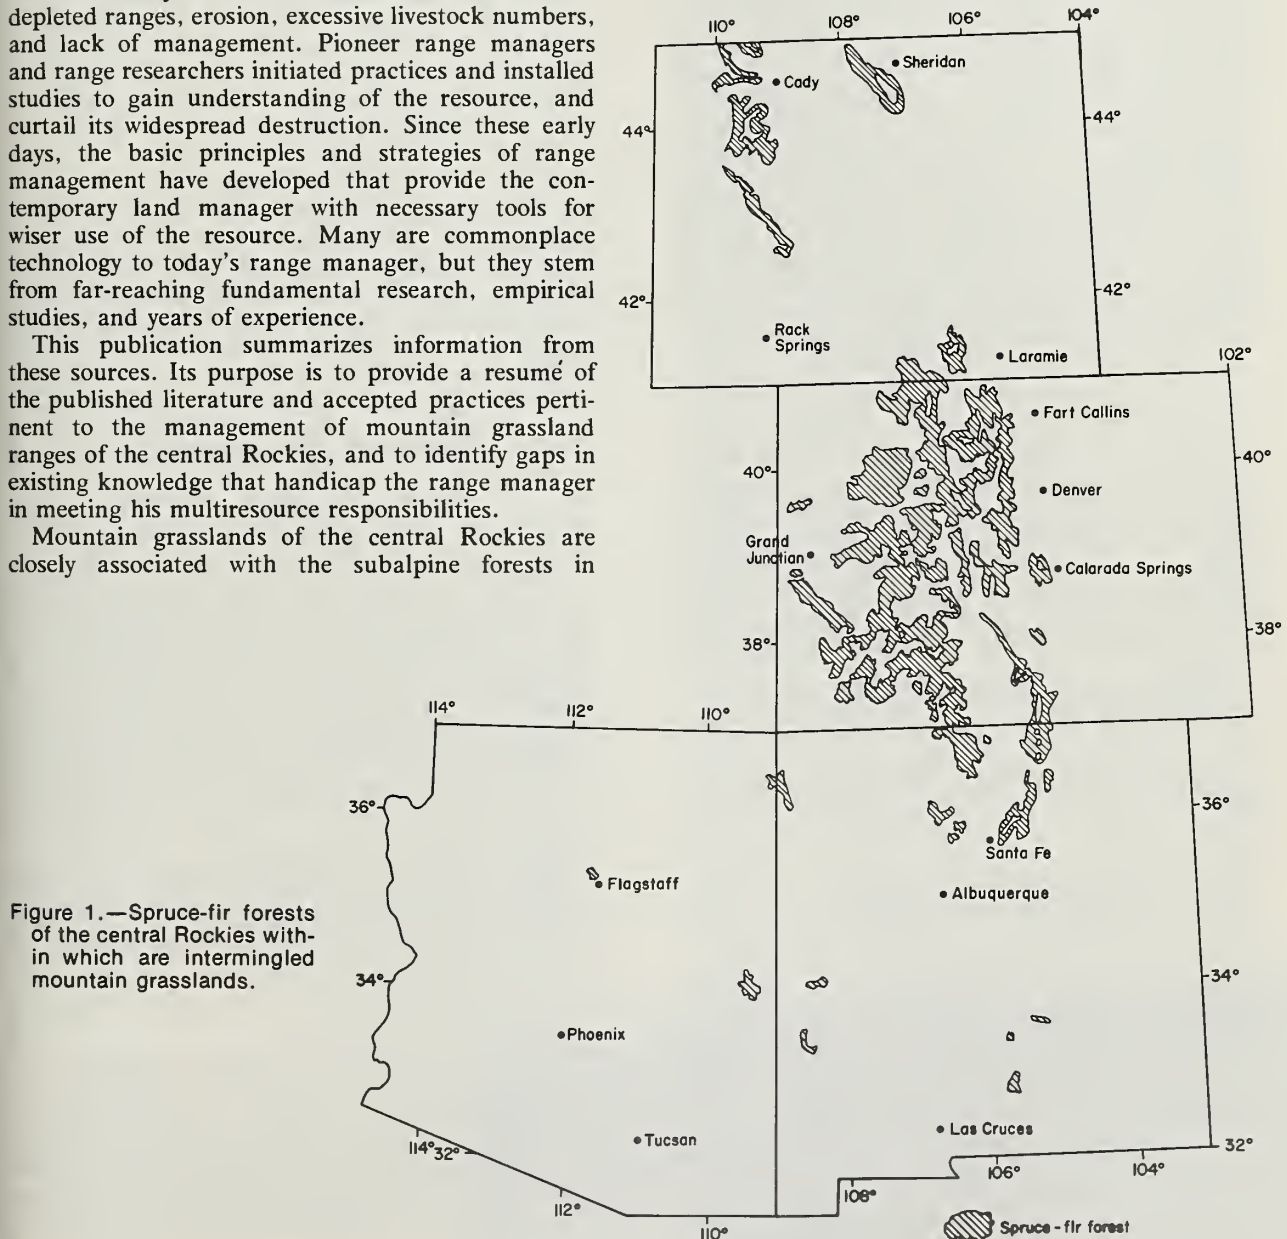 depleted ranges, erosion, excessive livestock numbers,
and lack of management. Pioneer range managers
and range researchers initiated practices and installed
studies to gain understanding of the resource, and
curtail its widespread destruction. Since these early
days, the basic principles and strategies of range
management have developed that provide the con-
temporary land manager with necessary tools for
wiser use of the resource. Many are commonplace
technology to today's range manager, but they stem
from far-reaching fundamental research, empirical
studies, and years of experience.
This publication summarizes information from
these sources. Its purpose is to provide a resumé of
the published literature and accepted practices perti-
nent to the management of mountain grassland
ranges of the central Rockies, and to identify gaps in
existing knowledge that handicap the range manager
in meeting his multiresource responsibilities.
Mountain grasslands of the central Rockies are
closely associated with the subalpine forests in
110° 108° 106° 104°
Sheridan
Cady
44° 44°
42° 42°
Rack
Springs
Laramie
102°
Fart Callins
40° 40°
Denver
Grand
Junctian
Calarada Springs
38° 38°
114° 112° 110°
36° 36°
Santa Fe
Flagstaff
Albuquerque
34° 34°
Phoenix
Las Cruces
Tucsan
114° 32° 32°
106° 104°
108°
112°
110°
Spruce-fir forest
Figure 1.—Spruce-fir forests
of the central Rockies with-
in which are intermingled
mountain grasslands.